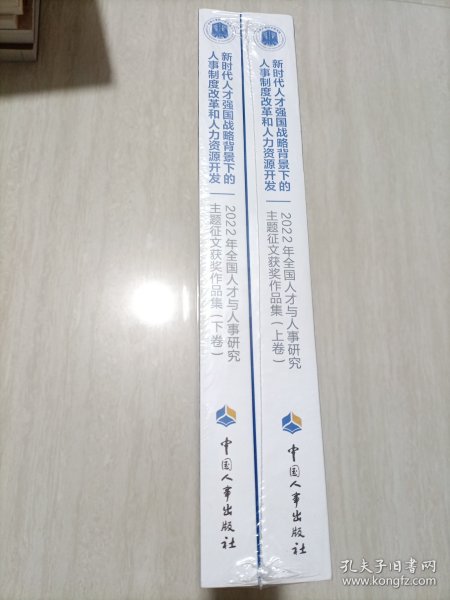 新时代人才强国战略背景下的
人事制度改革和人力资源开发
2022年全国人才与人事研究
主题征文获奖作品集（下卷）
中国人事出版社
新时代人才强国战略背景下的
人事制度改革和人力资源开发
2022年全国人才与人事研究
主题征文获奖作品集（上卷）
中国人事出版社
孔夫子旧书网
www.kongfz.com